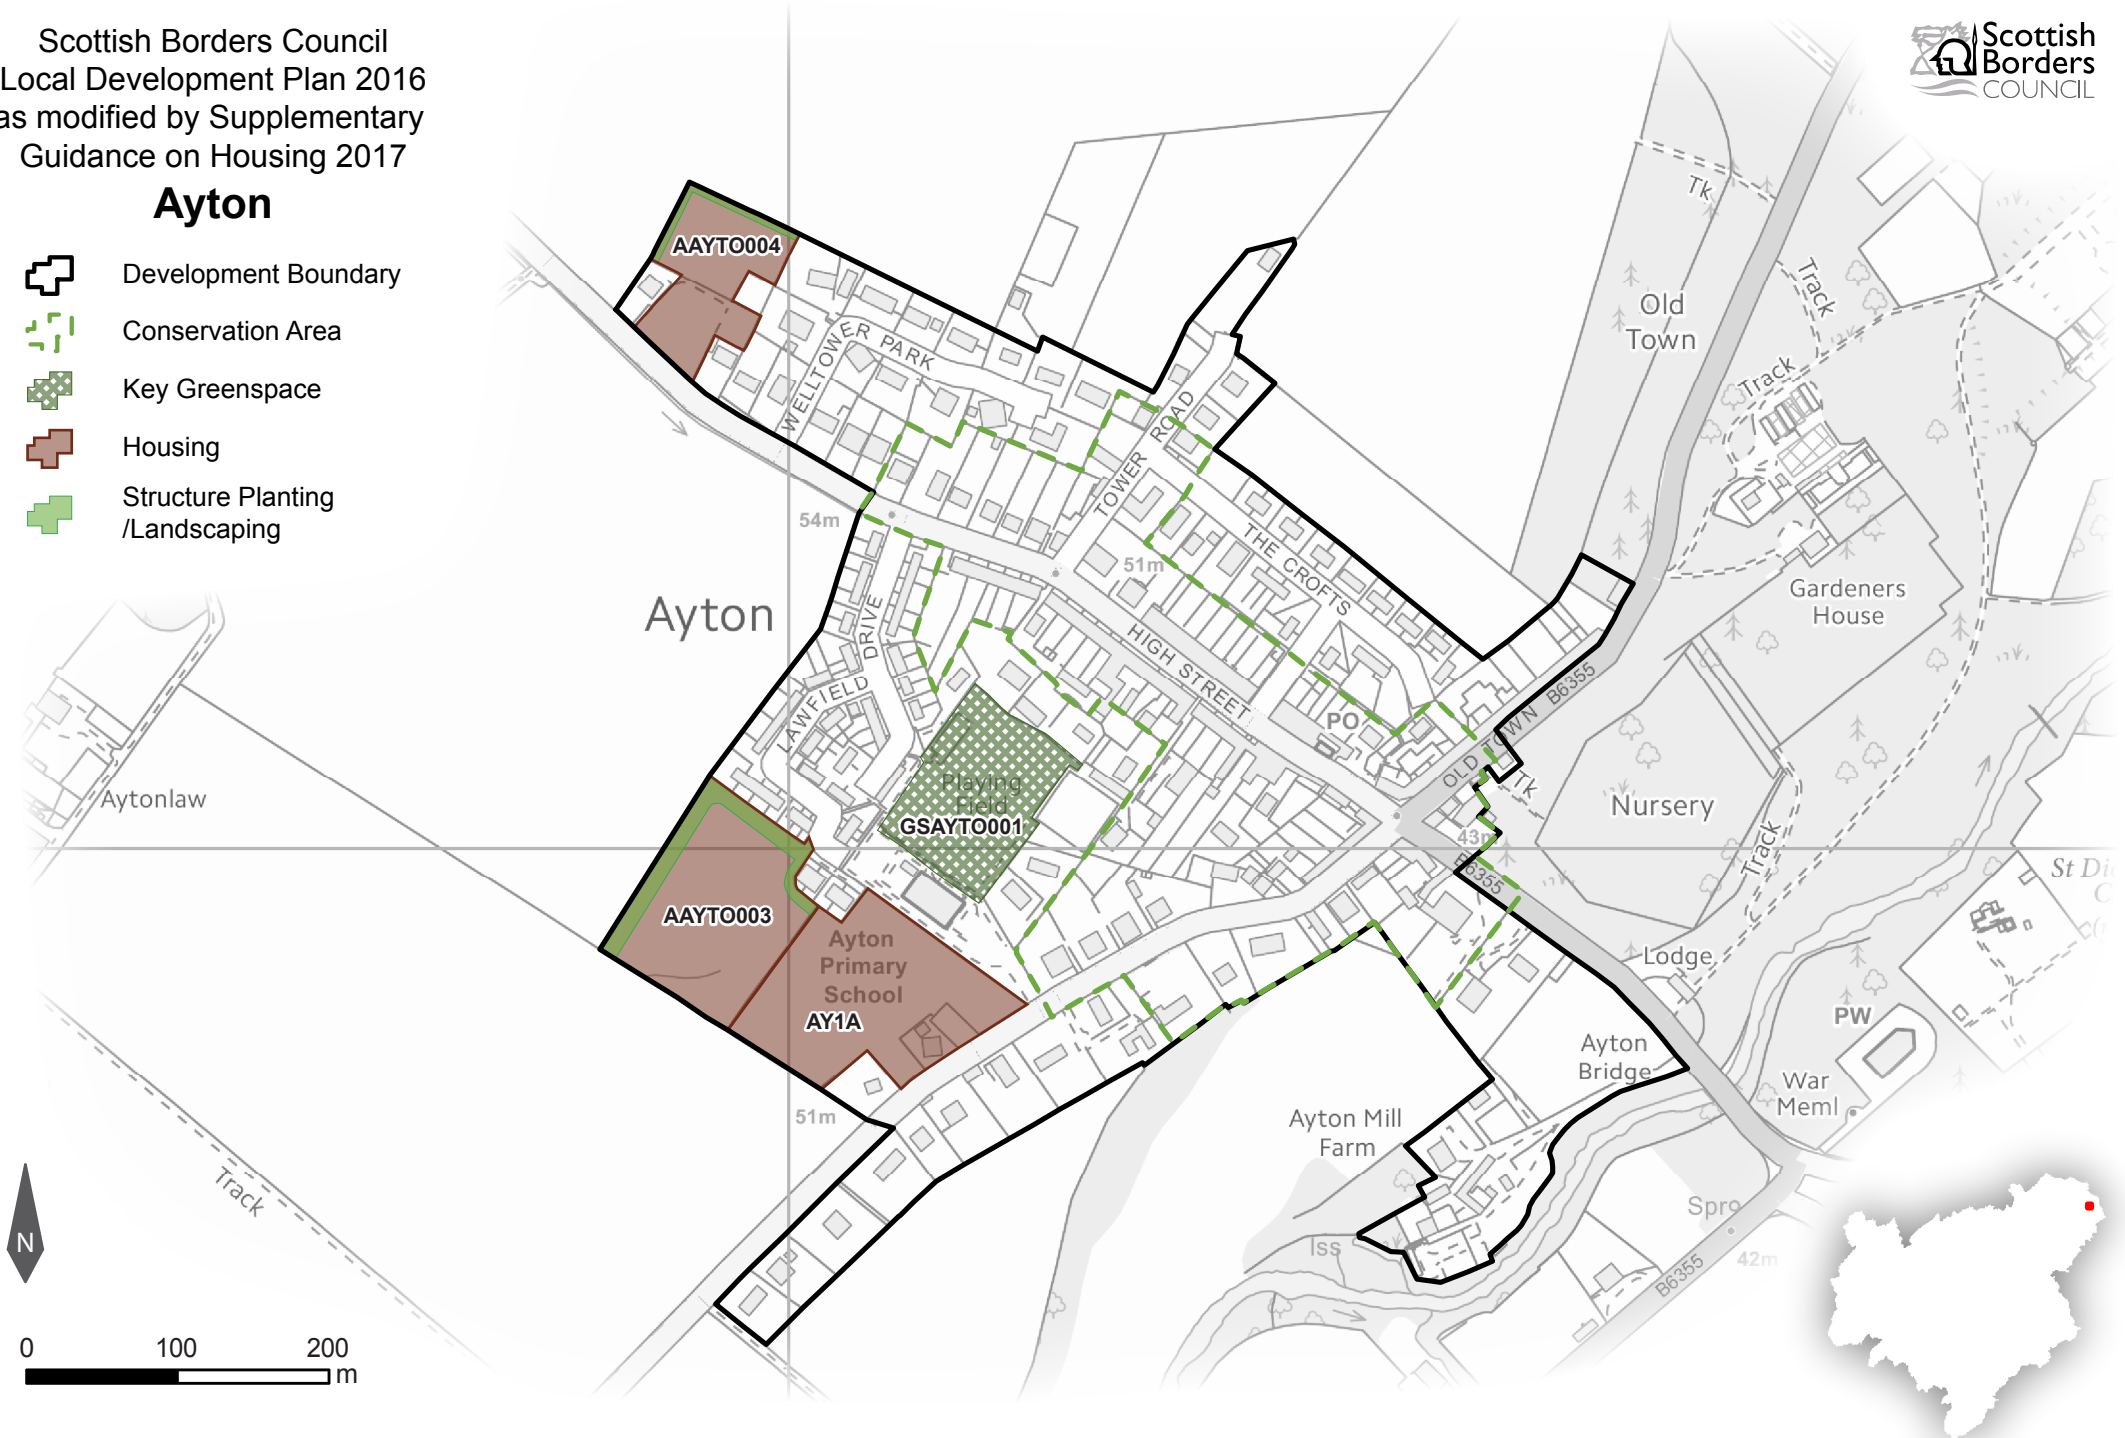 Scottish Borders Council
Local Development Plan 2016
as modified by Supplementary
Guidance on Housing 2017
Ayton
Development Boundary
Conservation Area
Key Greenspace
Housing
Structure Planting
/Landscaping
Scottish
Borders
COUNCIL
AAYTO004
WELLTOWER PARK
TOWER ROAD
Tk
Old
Town
Track
Track
54m
51m
THE CROFTS
Gardeners
House
Ayton
DRIVE
HIGH STREET
B6355
LAWFIELD
PO
OLD TOWN
Tk
Aytonlaw
Playing
Field
GSAYTO001
Nursery
43m
B6355
Track
St Di
C
AAYTO003
Ayton
Primary
School
AY1A
Lodge
PW
Ayton
Bridge
War
Meml
51m
Ayton Mill
Farm
Track
Spro
Iss
B6355
42m
N
0 100 200
m